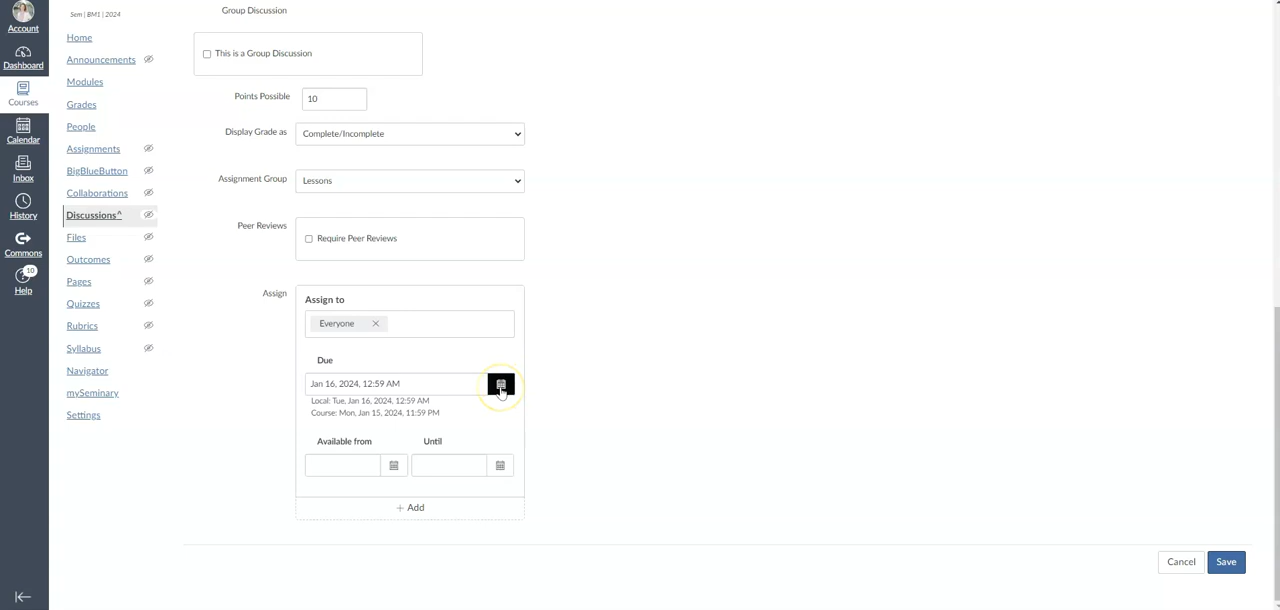 Account
Dashboard
Courses
Calendar
Inbox
History
Commons
10
Help
Sem | BM1 | 2024
Home
Announcements
Modules
Grades
People
Assignments
BigBlueButton
Collaborations
Discussions^
Files
Outcomes
Pages
Quizzes
Rubrics
Syllabus
Navigator
mySeminary
Settings
Group Discussion
This is a Group Discussion
Points Possible 10
Display Grade as Complete/Incomplete
Assignment Group Lessons
Peer Reviews
Require Peer Reviews
Assign
Assign to
Everyone
Due
Jan 16, 2024, 12:59 AM
Local: Tue, Jan 16, 2024, 12:59 AM
Course: Mon, Jan 15, 2024, 11:59 PM
Available from Until
+ Add
Cancel Save